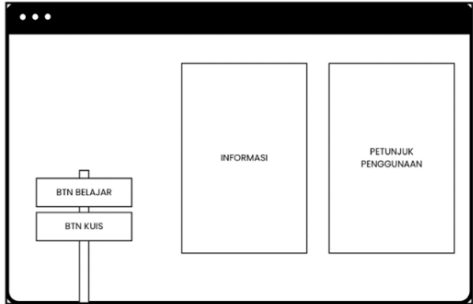 INFORMASI
PETUNJUK
PENGGUNAAN
BTN BELAJAR
BTN KUIS